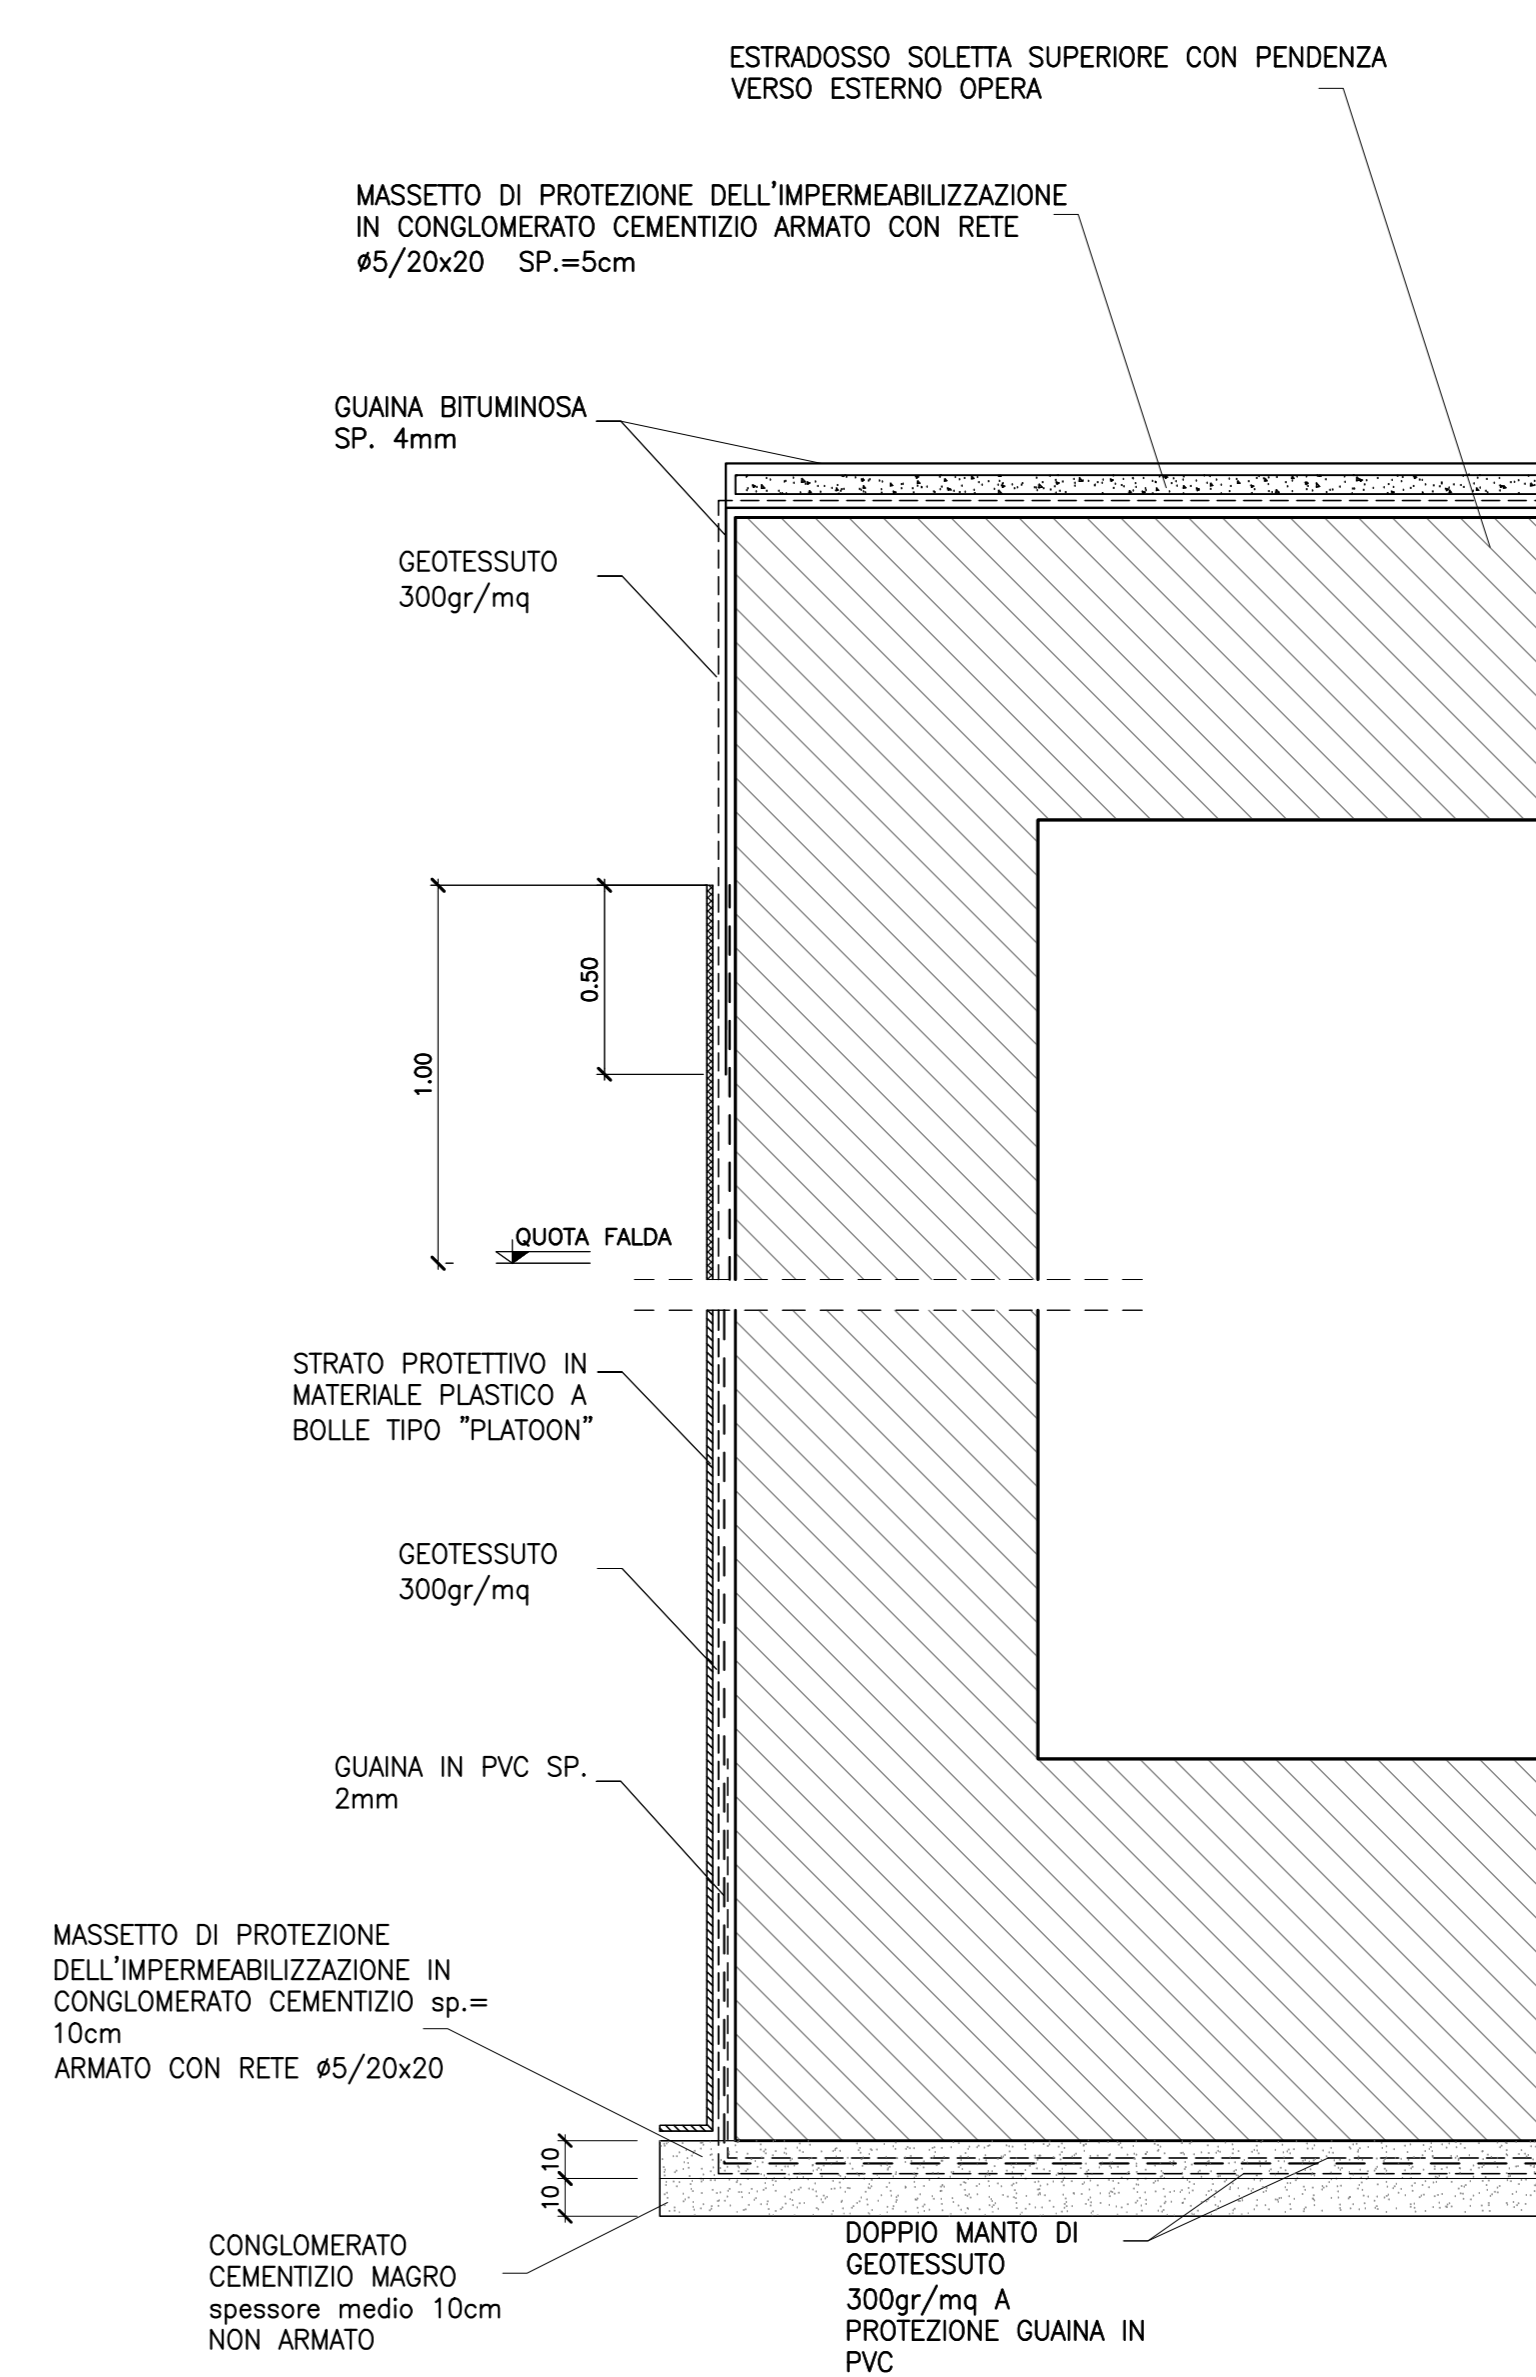 ESTRADOSSO SOLETTA SUPERIORE CON PENDENZA
VERSO ESTERNO OPERA
MASSETTO DI PROTEZIONE DELL'IMPERMEABILIZZAZIONE
IN CONGLOMERATO CEMENTIZIO ARMATO CON RETE
ø5/20x20 SP.=5cm
GUAINA BITUMINOSA
SP. 4mm
GEOTESSUTO
300gr/mq
0.50
1.00
QUOTA FALDA
STRATO PROTETTIVO IN
MATERIALE PLASTICO A
BOLLE TIPO "PLATOON"
GEOTESSUTO
300gr/mq
GUAINA IN PVC SP.
2mm
MASSETTO DI PROTEZIONE
DELL'IMPERMEABILIZZAZIONE IN
CONGLOMERATO CEMENTIZIO sp.=
10cm
ARMATO CON RETE ø5/20x20
10
10
CONGLOMERATO
CEMENTIZIO MAGRO
spessore medio 10cm
NON ARMATO
DOPPIO MANTO DI
GEOTESSUTO
300gr/mq A
PROTEZIONE GUAINA IN
PVC